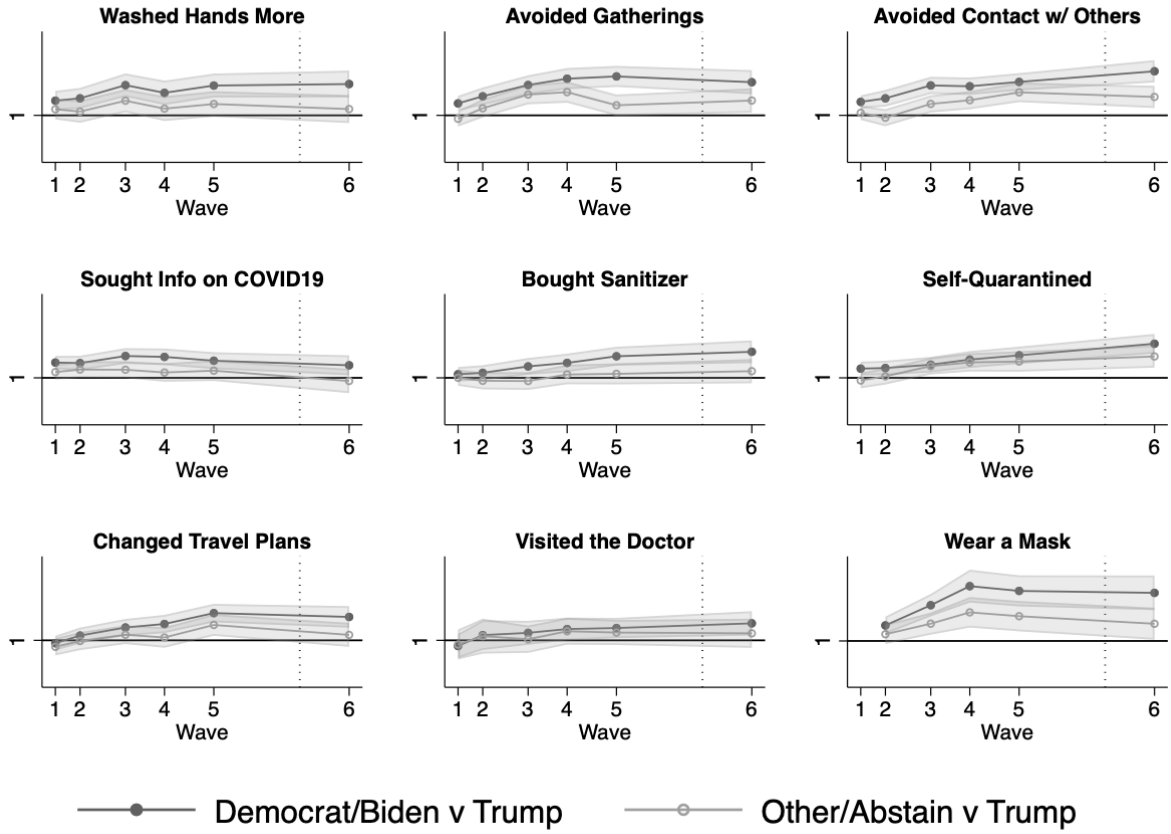 Washed Hands More
Avoided Gatherings
Avoided Contact w/ Others
1
1
1
1 2 3 4 5 6
1 2 3 4 5 6
1 2 3 4 5 6
Wave
Wave
Wave
Sought Info on COVID19
Bought Sanitizer
Self-Quarantined
1
1
1
1 2 3 4 5 6
1 2 3 4 5 6
1 2 3 4 5 6
Wave
Wave
Wave
Changed Travel Plans
Visited the Doctor
Wear a Mask
1
1
1
1 2 3 4 5 6
1 2 3 4 5 6
1 2 3 4 5 6
Wave
Wave
Wave
Democrat/Biden v Trump
Other/Abstain v Trump